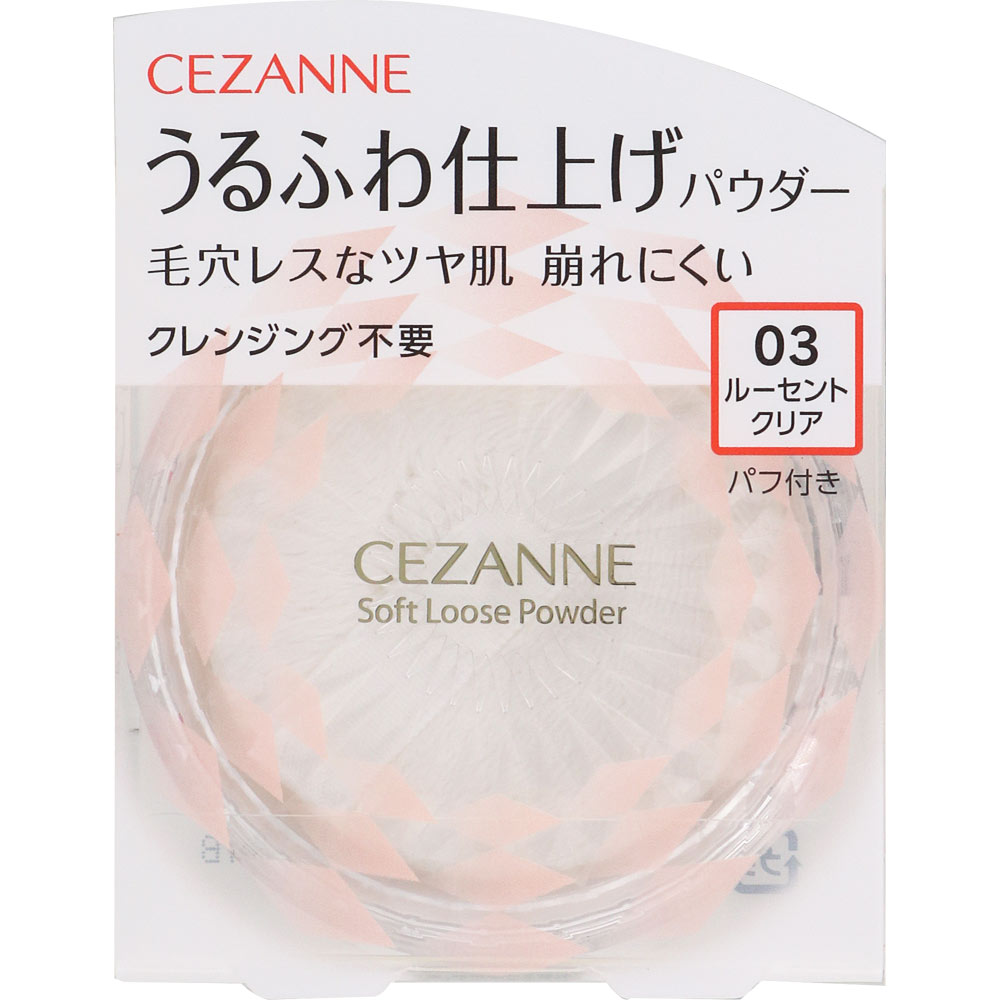 CEZANNE
うるふわ仕上げパウダー
毛穴レスなツヤ肌 崩れにくい
クレンジング不要
03
ルーセント
クリア
パフ付き
CEZANNE
Soft Loose Powder